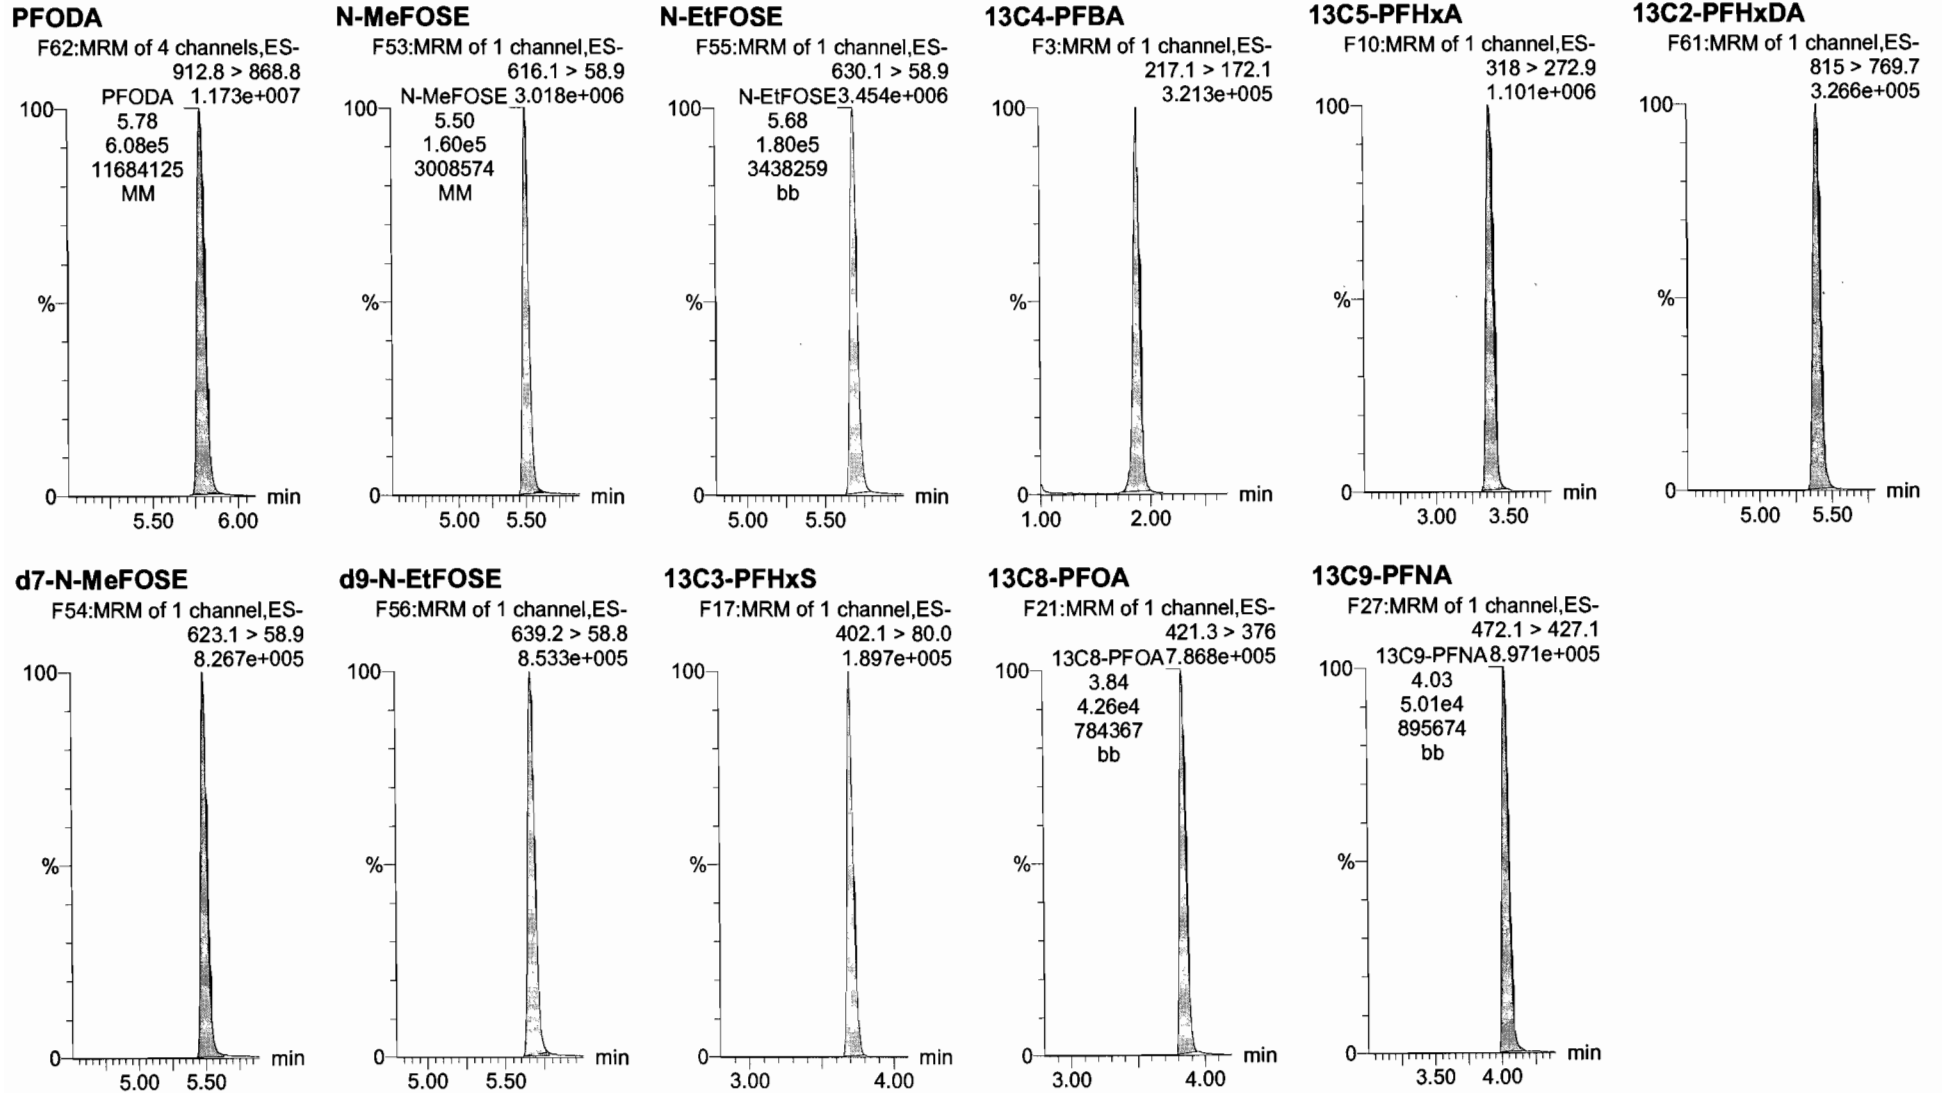 PFODA
F62:MRM of 4 channels,ES-
912.8 > 868.8
PFODA 1.173e+007
100
5.78
6.08e5
11684125
MM
%
0
min
5.50 6.00
N-MeFOSE
F53:MRM of 1 channel,ES-
616.1 > 58.9
N-MeFOSE 3.018e+006
100
5.50
1.60e5
3008574
MM
%
0
min
5.00 5.50
N-EtFOSE
F55:MRM of 1 channel,ES-
630.1 > 58.9
N-EtFOSE3.454e+006
100
5.68
1.80e5
3438259
bb
%
0
min
5.00 5.50
13C4-PFBA
F3:MRM of 1 channel,ES-
217.1 > 172.1
3.213e+005
100
%
0
min
1.00 2.00
13C5-PFHxA
F10:MRM of 1 channel,ES-
318 > 272.9
1.101e+006
100
%
0
min
3.00 3.50
13C2-PFHxDA
F61:MRM of 1 channel,ES-
815 > 769.7
3.266e+005
100
%
0
min
5.00 5.50
d7-N-MeFOSE
F54:MRM of 1 channel,ES-
623.1 > 58.9
8.267e+005
100
%
0
min
5.00 5.50
d9-N-EtFOSE
F56:MRM of 1 channel,ES-
639.2 > 58.8
8.533e+005
100
%
0
min
5.00 5.50
13C3-PFHxS
F17:MRM of 1 channel,ES-
402.1 > 80.0
1.897e+005
100
%
0
min
3.00 4.00
13C8-PFOA
F21:MRM of 1 channel,ES-
421.3 > 376
13C8-PFOA7.868e+005
100
3.84
4.26e4
784367
bb
%
0
min
3.00 4.00
13C9-PFNA
F27:MRM of 1 channel,ES-
472.1 > 427.1
13C9-PFNA8.971e+005
100
4.03
5.01e4
895674
bb
%
0
min
3.50 4.00